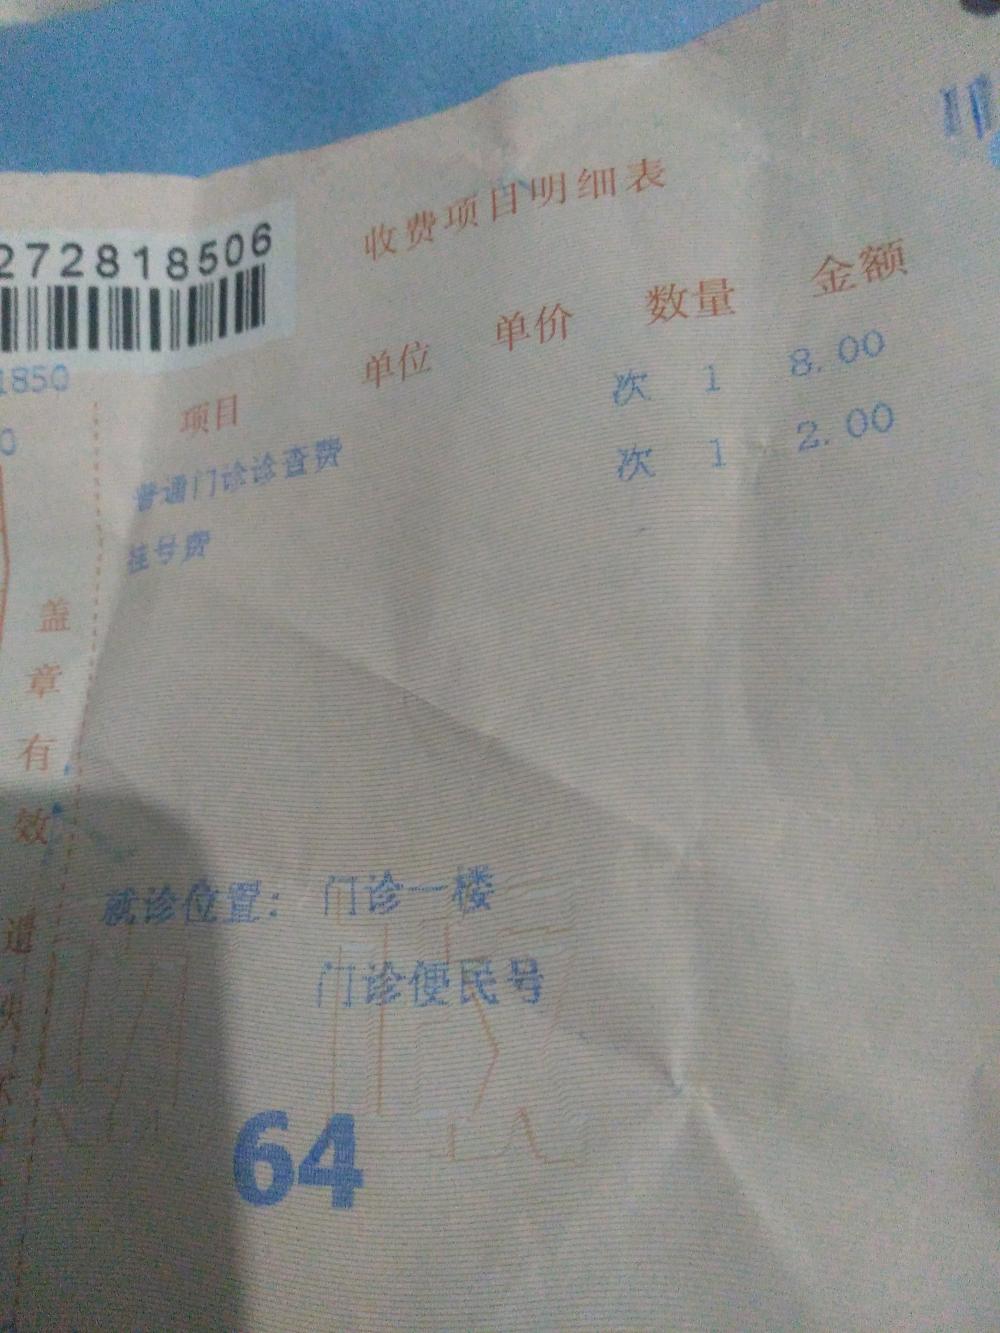 272818506
收费项目明细表
项目 单位 单价 数量 金额
1850
普通门诊诊查费 次 1 8.00
挂号费 次 1 2.00
盖章有效
就诊位置: 门诊一楼
门诊便民号
64